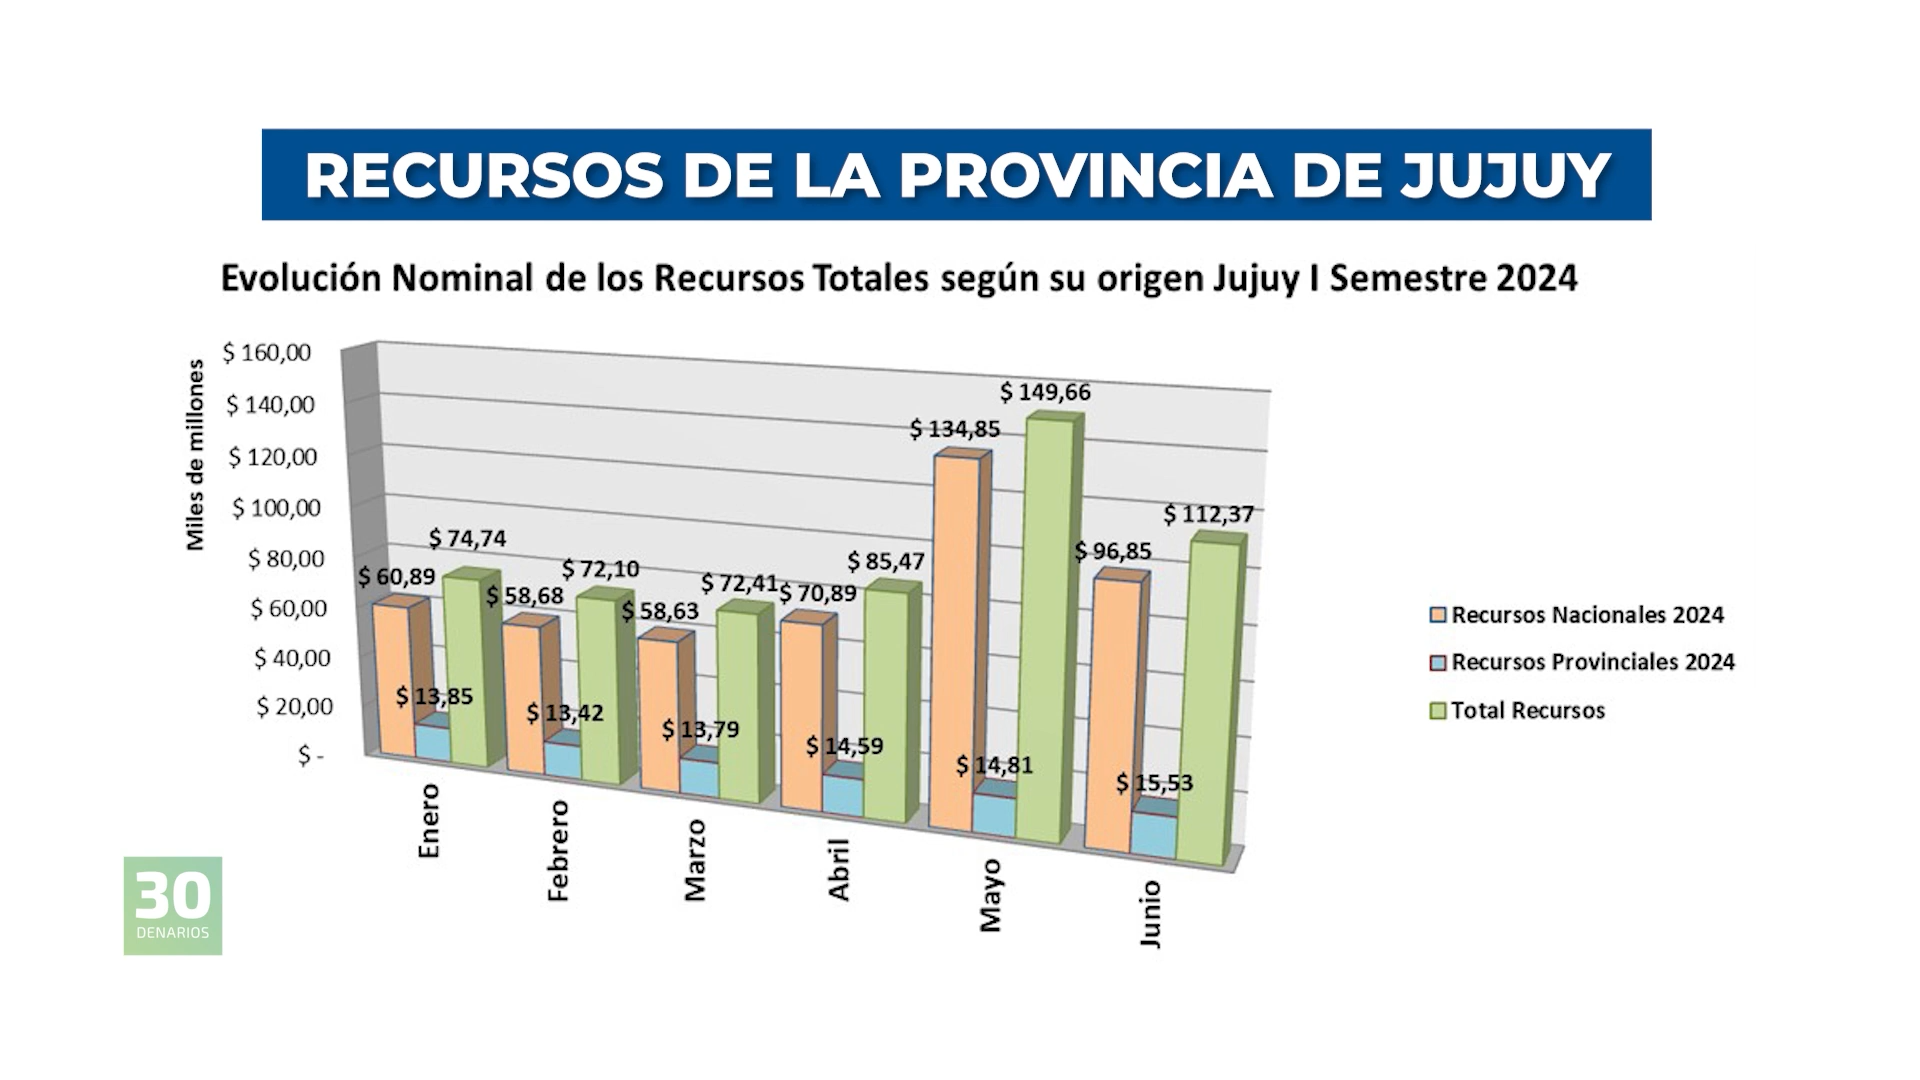 RECURSOS DE LA PROVINCIA DE JUJUY
Evolución Nominal de los Recursos Totales según su origen Jujuy I Semestre 2024
Miles de millones
$ 160,00
$ 140,00
$ 120,00
$ 100,00
$ 80,00
$ 60,00
$ 40,00
$ 20,00
$ -
$ 60,89
$ 13,85
$ 74,74
$ 58,68
$ 13,42
$ 72,10
$ 58,63
$ 13,79
$ 72,41
$ 70,89
$ 14,59
$ 85,47
$ 134,85
$ 14,81
$ 149,66
$ 96,85
$ 15,53
$ 112,37
Enero
Febrero
Marzo
Abril
Mayo
Junio
Recursos Nacionales 2024
Recursos Provinciales 2024
Total Recursos
30
DENARIOS